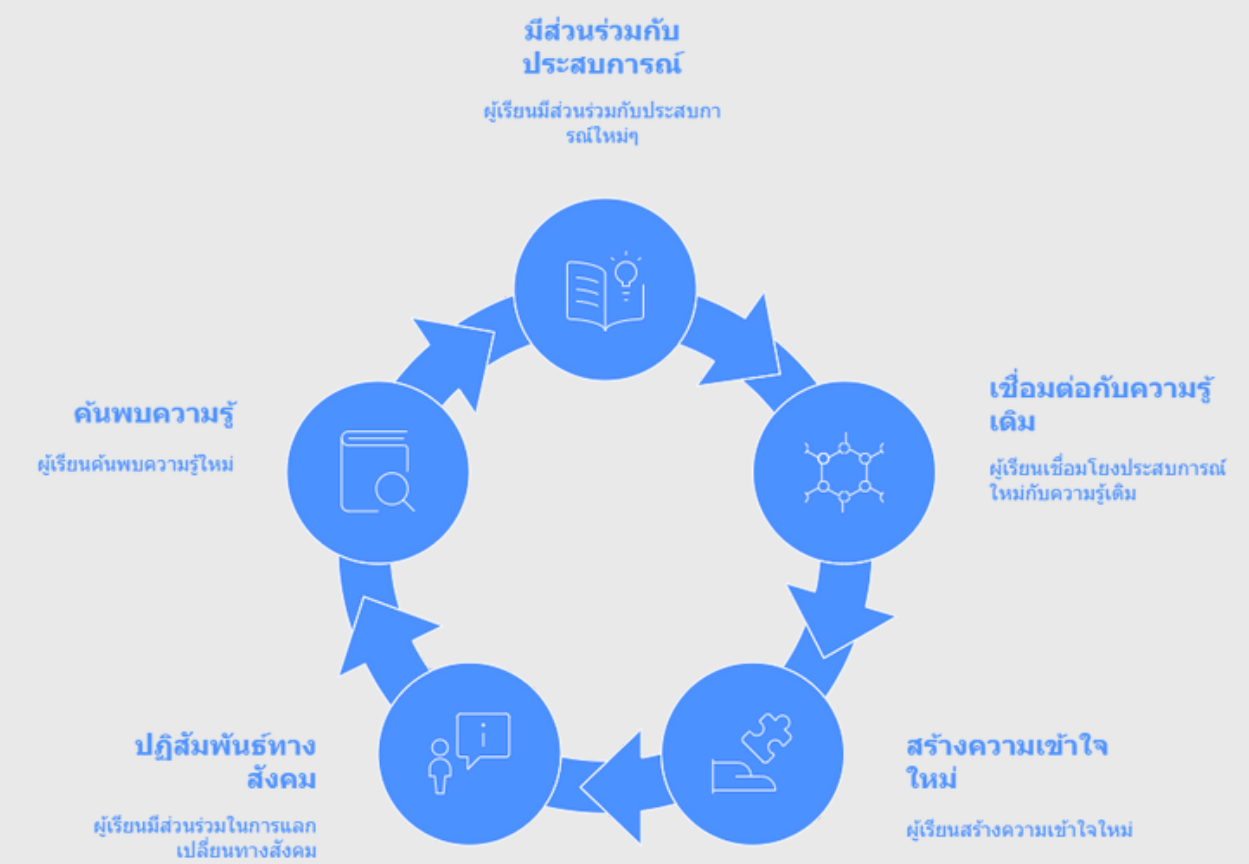 มีส่วนร่วมกับ
ประสบการณ์
ผู้เรียนมีส่วนร่วมกับประสบกา
รณ์ใหม่ๆ
เชื่อมต่อกับความรู้
เดิม
ผู้เรียนเชื่อมโยงประสบการณ์
ใหม่กับความรู้เดิม
สร้างความเข้าใจ
ใหม่
ผู้เรียนสร้างความเข้าใจใหม่
ปฏิสัมพันธ์ทาง
สังคม
ผู้เรียนมีส่วนร่วมในการแลก
เปลี่ยนทางสังคม
ค้นพบความรู้
ผู้เรียนค้นพบความรู้ใหม่